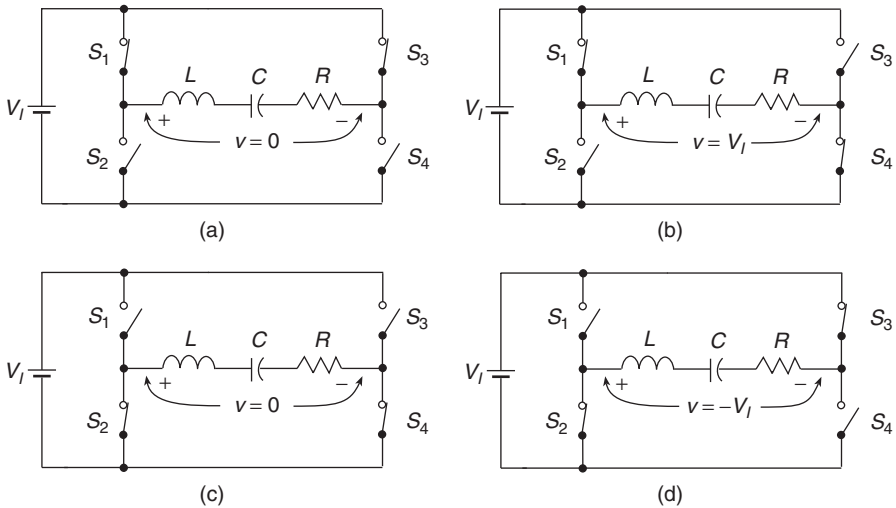 S1
S3
L
C
R
VI
+
−
v = 0
S2
S4
(a)
S1
S3
L
C
R
VI
+
−
v = VI
S2
S4
(b)
S1
S3
L
C
R
VI
+
−
v = 0
S2
S4
(c)
S1
S3
L
C
R
VI
+
−
v = −VI
S2
S4
(d)